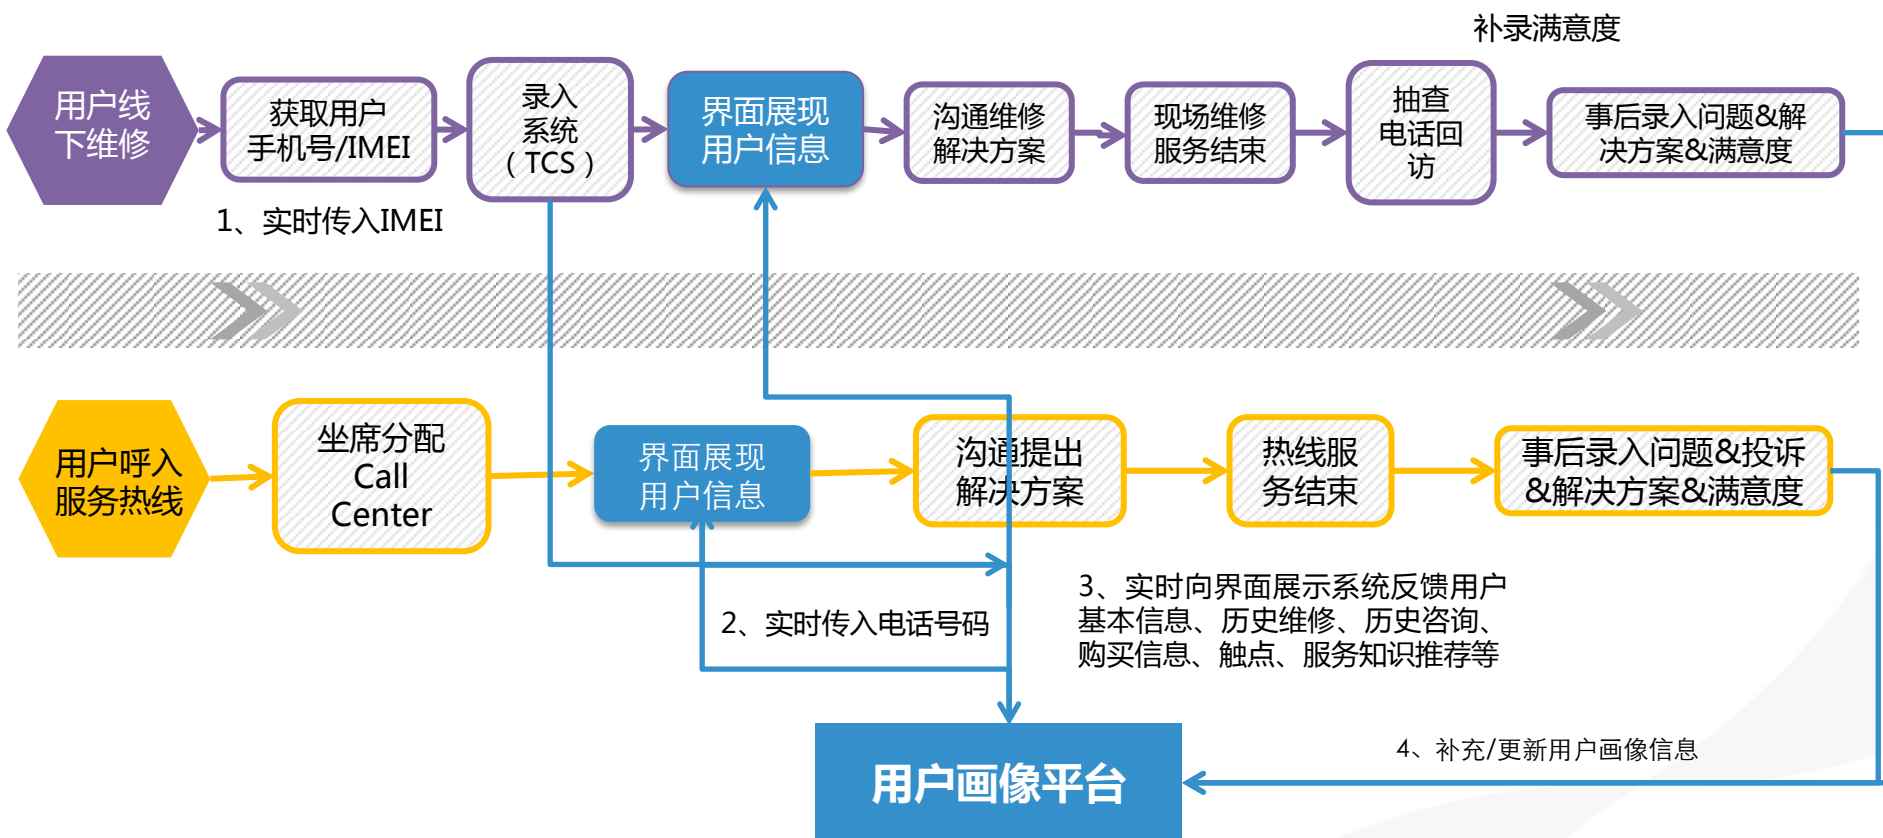 补录满意度
用户线
下维修
获取用户
手机号/IMEI
录入
系统
（TCS）
界面展现
用户信息
沟通维修
解决方案
现场维修
服务结束
抽查
电话回
访
事后录入问题&解
决方案&满意度
1、实时传入IMEI
用户呼入
服务热线
坐席分配
Call
Center
界面展现
用户信息
沟通提出
解决方案
热线服
务结束
事后录入问题&投诉
&解决方案&满意度
2、实时传入电话号码
3、实时向界面展示系统反馈用户
基本信息、历史维修、历史咨询、
购买信息、触点、服务知识推荐等
4、补充/更新用户画像信息
用户画像平台